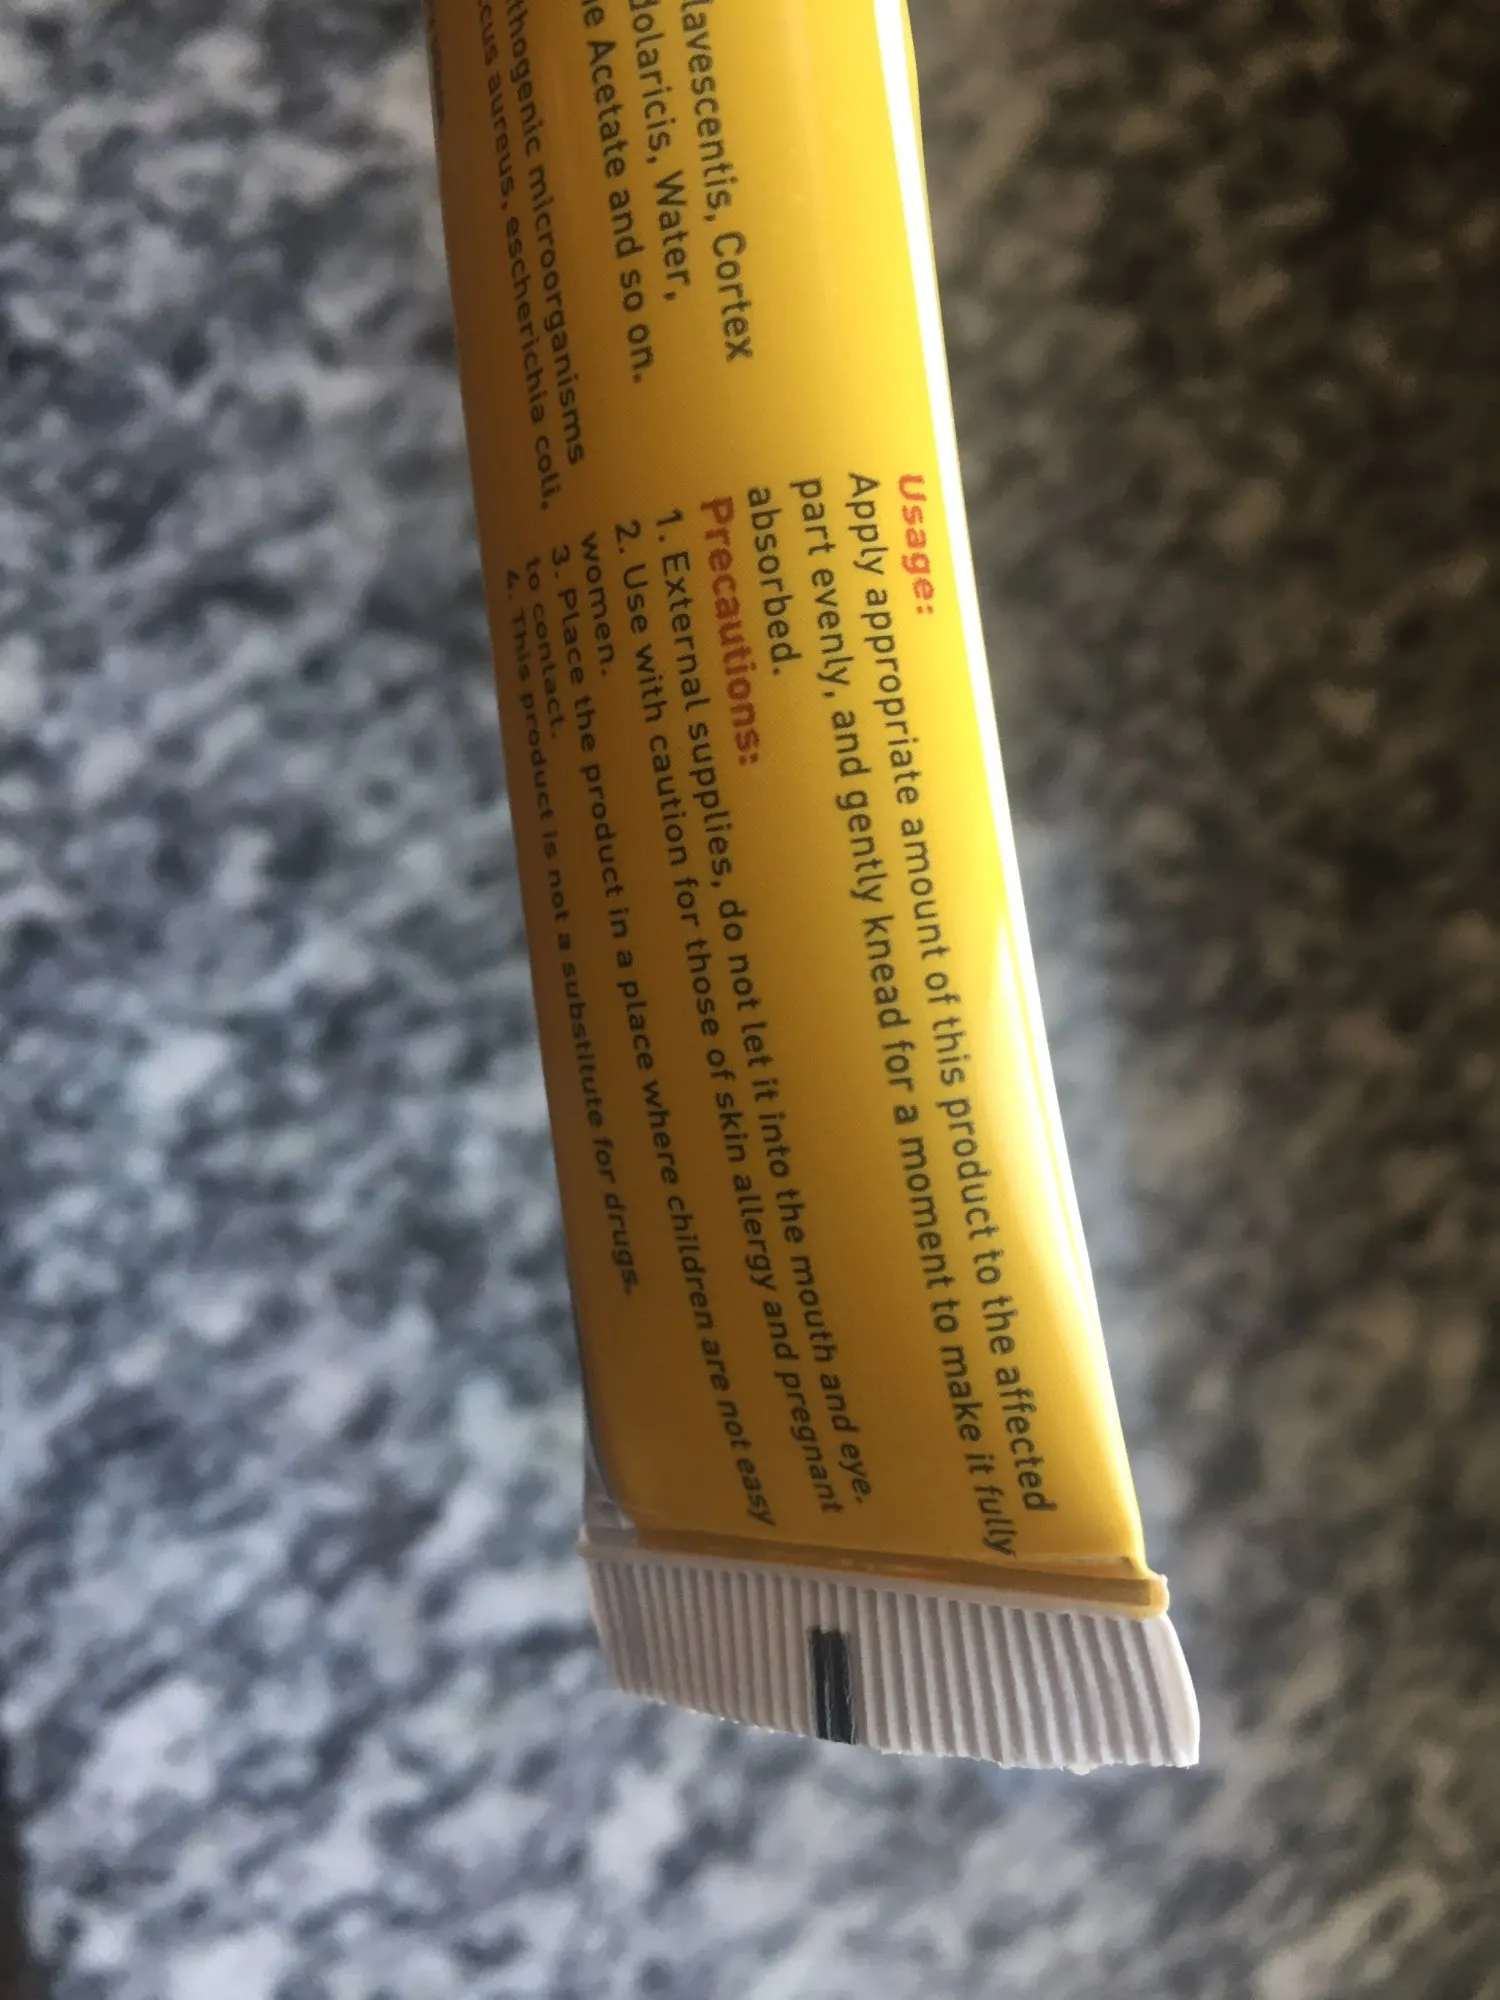 lavescentis, Cortex
dolaricis, Water,
e Acetate and so on.
thogenic microorganisms
cus aureus, escherichia coli.
Usage:
Apply appropriate amount of this product to the affected
part evenly, and gently knead for a moment to make it fully
absorbed.
Precautions:
1. External supplies, do not let it into the mouth and eye.
2. Use with caution for those of skin allergy and pregnant
women.
3. Place the product in a place where children are not easy
to contact.
4. This product is not a substitute for drugs.